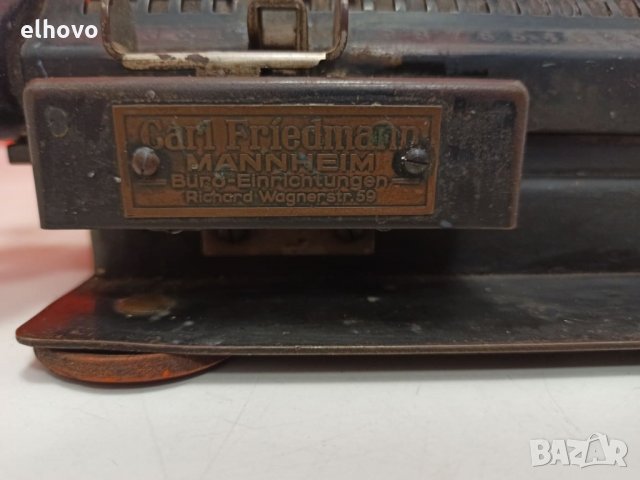 elhovo
Carl Friedmann
MANNHEIM
Büro-Einrichtungen
Richard Wagnerstr.59
BAZAR